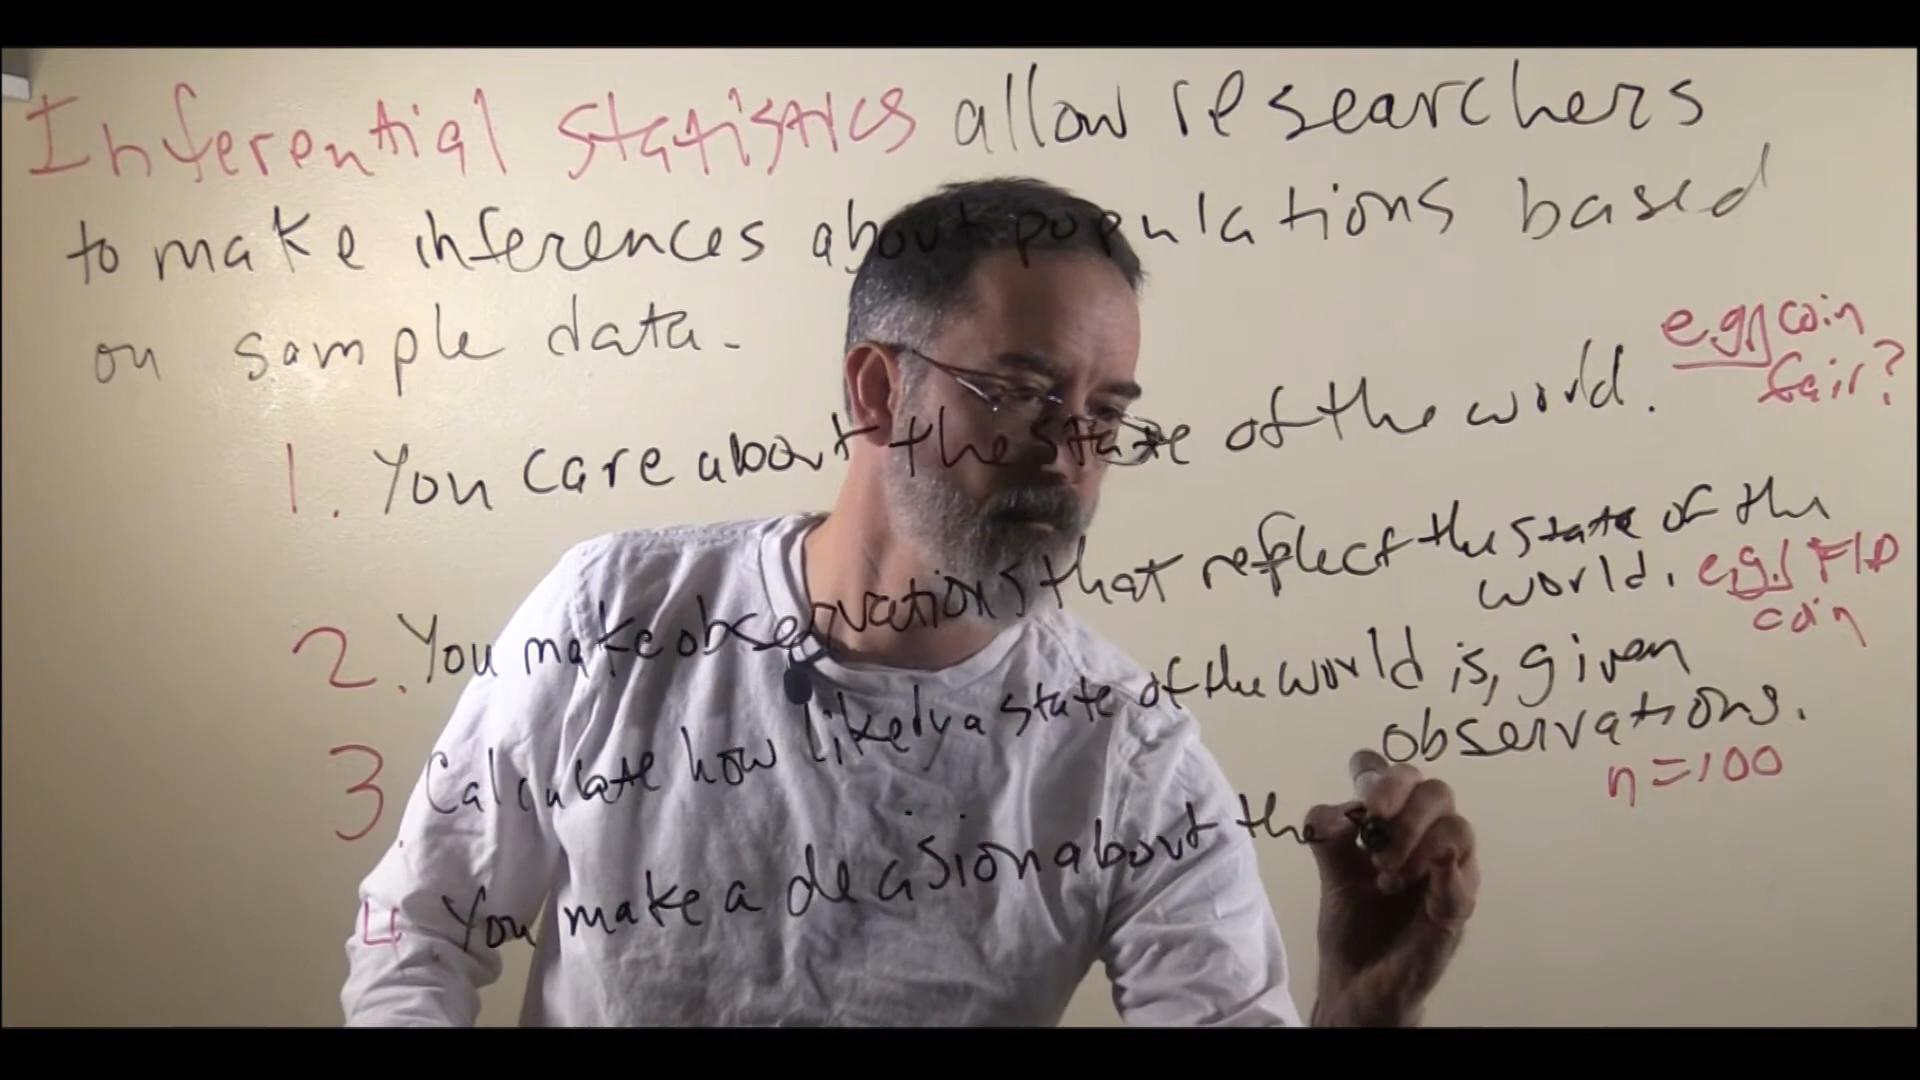 Inferential statistics allow researchers
to make inferences about populations based
on sample data.
e.g., coin
fair?
1. You care about the state of the world.
2. You make observations that reflect the state of the
world. e.g., Flip
coin
3. Calculate how likely a state of the world is, given
observations.
n=100
4. You make a decision about the s